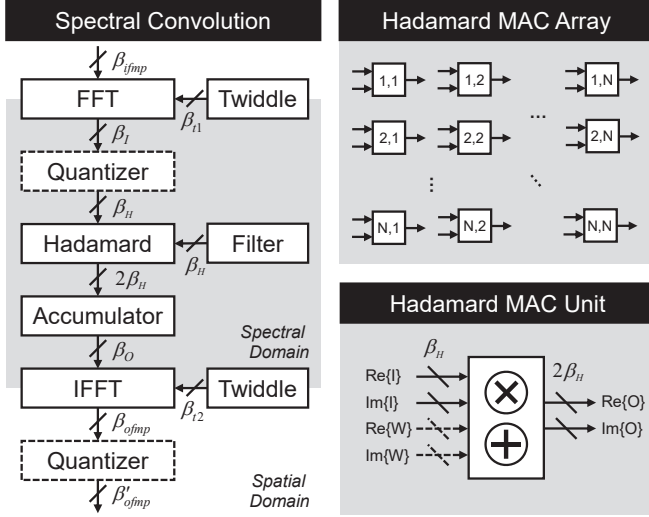 Spectral Convolution
β_ifmp
FFT
Twiddle
β_t1
β_I
Quantizer
β_H
Hadamard
Filter
β_H
2β_H
Accumulator
Spectral
Domain
β_O
IFFT
Twiddle
β_t2
β_ofmp
Quantizer
Spatial
Domain
β'_ofmp
Hadamard MAC Array
1,1 1,2 1,N
...
2,1 2,2 2,N
... ...
N,1 N,2 N,N
Hadamard MAC Unit
β_H 2β_H
Re{I}
Im{I}
Re{W}
Im{W}
× +
Re{O}
Im{O}